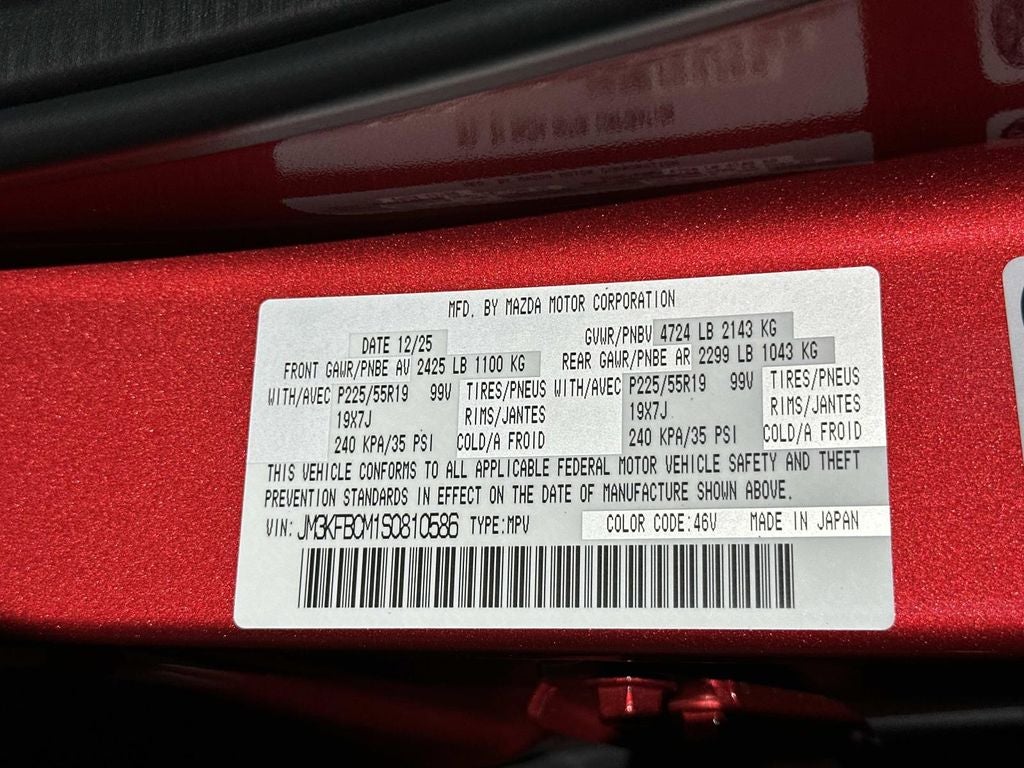 MFD. BY MAZDA MOTOR CORPORATION
DATE 12/25 GVWR/PNBV 4724 LB 2143 KG
FRONT GAWR/PNBE AV 2425 LB 1100 KG REAR GAWR/PNBE AR 2299 LB 1043 KG
WITH/AVEC P225/55R19 99V TIRES/PNEUS WITH/AVEC P225/55R19 99V TIRES/PNEUS
19X7J RIMS/JANTES 19X7J RIMS/JANTES
240 KPA/35 PSI COLD/A FROID 240 KPA/35 PSI COLD/A FROID
THIS VEHICLE CONFORMS TO ALL APPLICABLE FEDERAL MOTOR VEHICLE SAFETY AND THEFT
PREVENTION STANDARDS IN EFFECT ON THE DATE OF MANUFACTURE SHOWN ABOVE.
VIN: JM3KFBCM1S0810586 TYPE:MPV COLOR CODE:46V MADE IN JAPAN